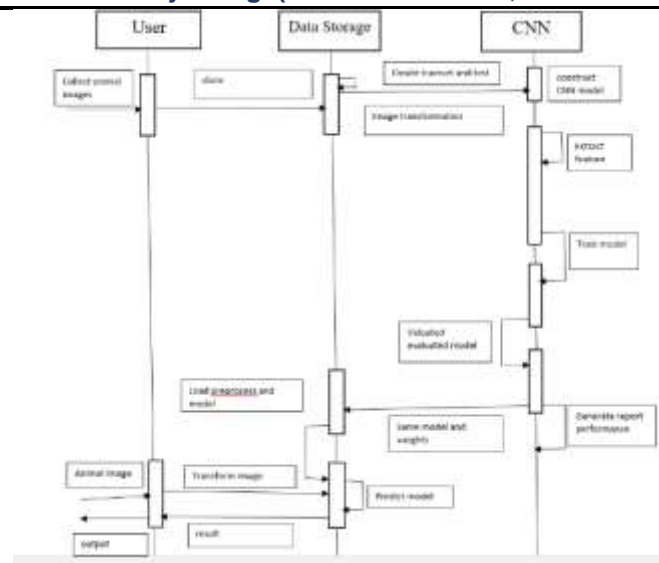 User
Data Storage
CNN
Collect animal
images
store
Create trainset and test
construct
CNN model
Image transformation
Extract
feature
Train model
evaluated model
Load preprocess and
model
model and
weights
Generate report
performance
Animal image
Transform image
Predict model
result
output